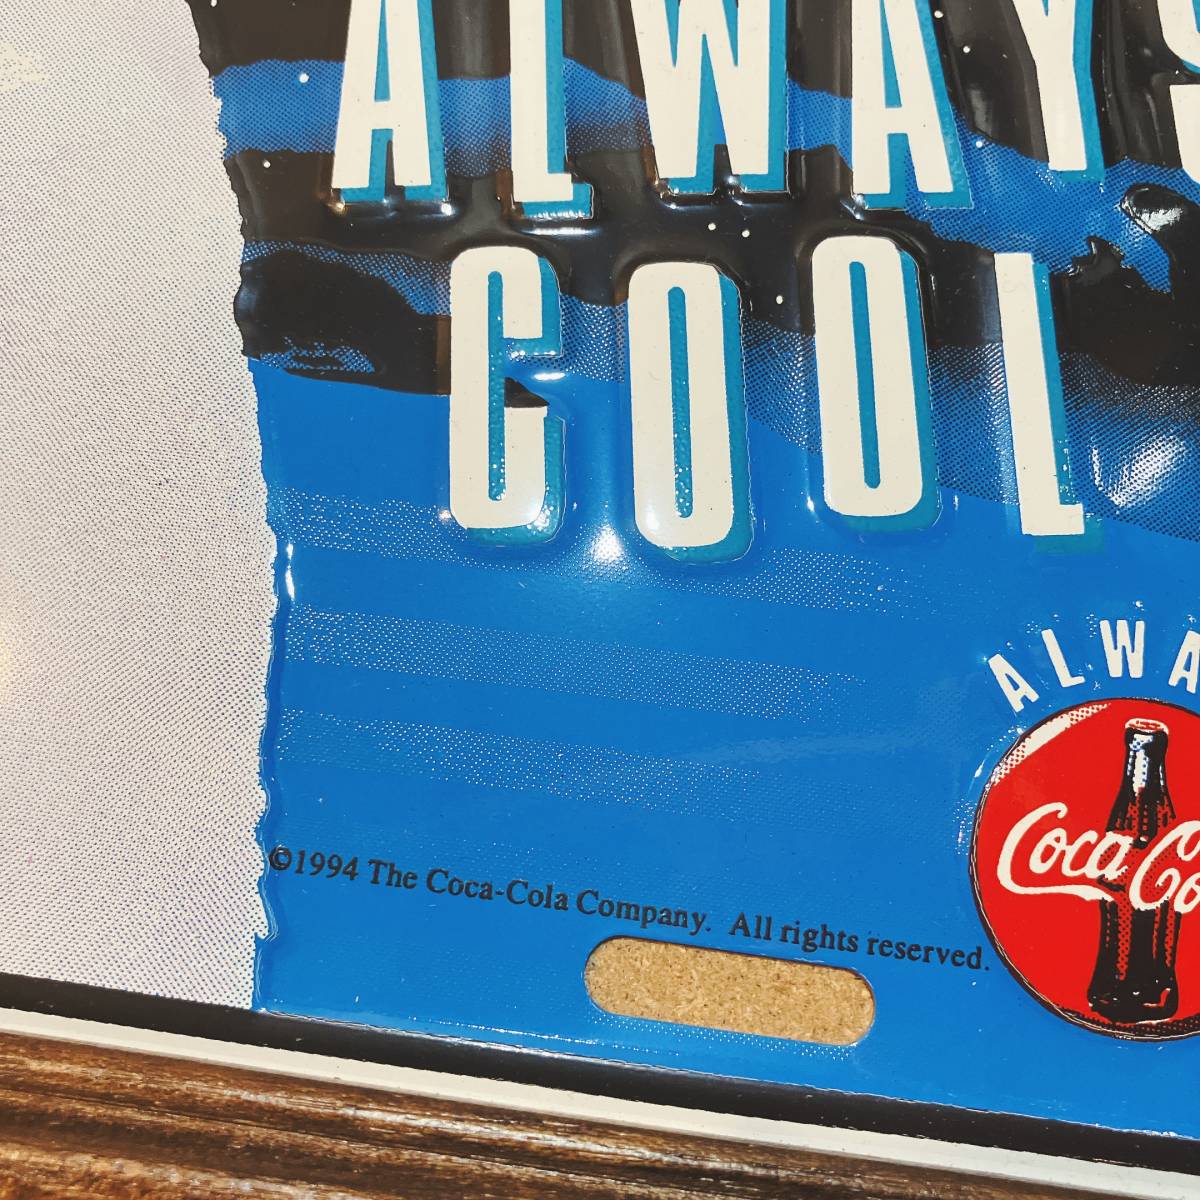 ALWAYS
COOL
ALWA
Coca Co
©1994 The Coca-Cola Company. All rights reserved.